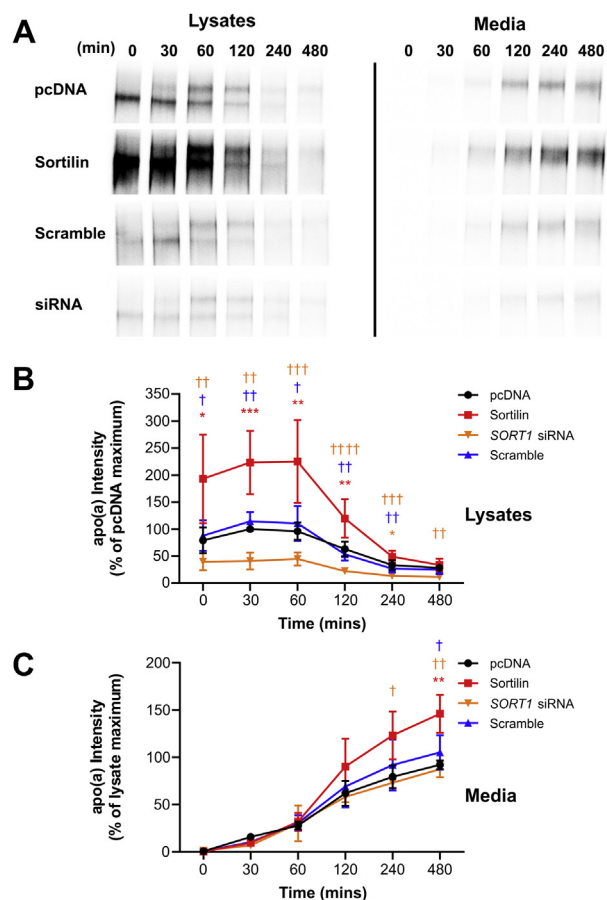 A
Lysates
Media
(min) 0 30 60 120 240 480 0 30 60 120 240 480
pcDNA
Sortilin
Scramble
siRNA
B
†† †† ††† †††† ††† ††
† †† † †† ††
* *** ** ** *
apo(a) Intensity
(% of pcDNA maximum)
350
300
250
200
150
100
50
0
0 30 60 120 240 480
Time (mins)
pcDNA
Sortilin
SORT1 siRNA
Scramble
Lysates
C
† †
††
**
apo(a) Intensity
(% of lysate maximum)
200
150
100
50
0
0 30 60 120 240 480
Time (mins)
pcDNA
Sortilin
SORT1 siRNA
Scramble
Media